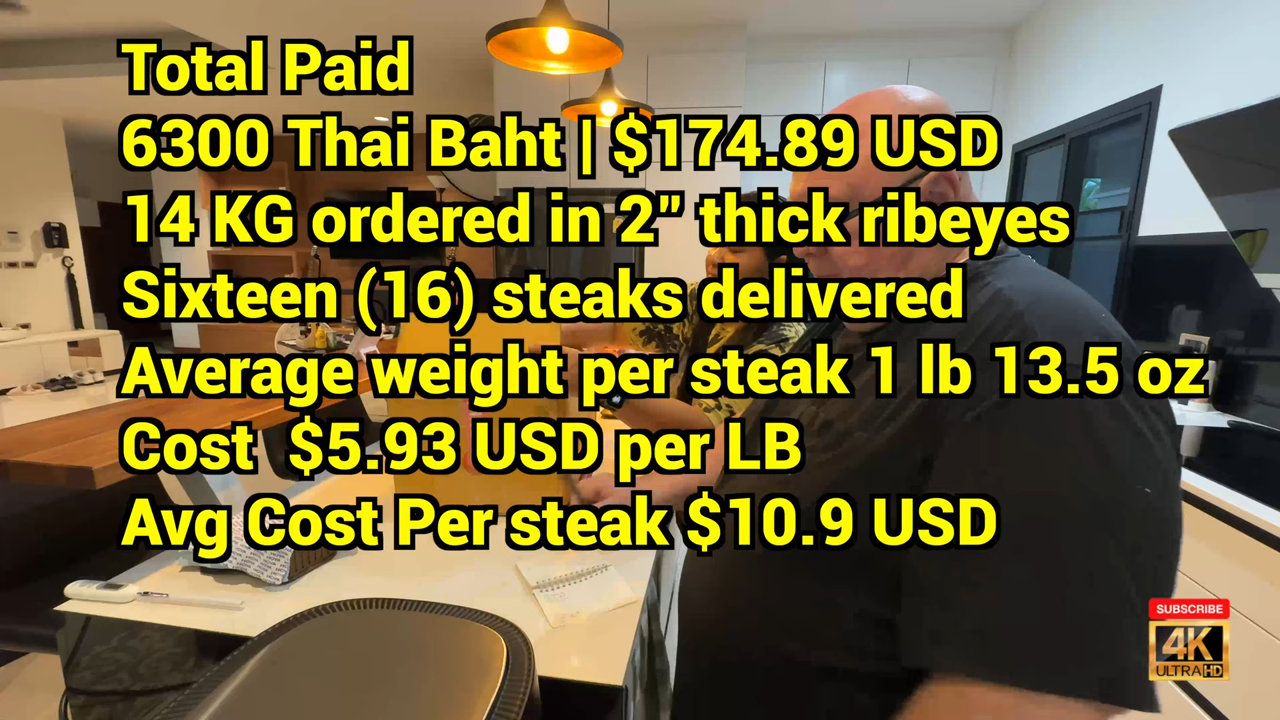 Total Paid
6300 Thai Baht | $174.89 USD
14 KG ordered in 2" thick ribeyes
Sixteen (16) steaks delivered
Average weight per steak 1 lb 13.5 oz
Cost $5.93 USD per LB
Avg Cost Per steak $10.9 USD
SUBSCRIBE
4K
ULTRA HD